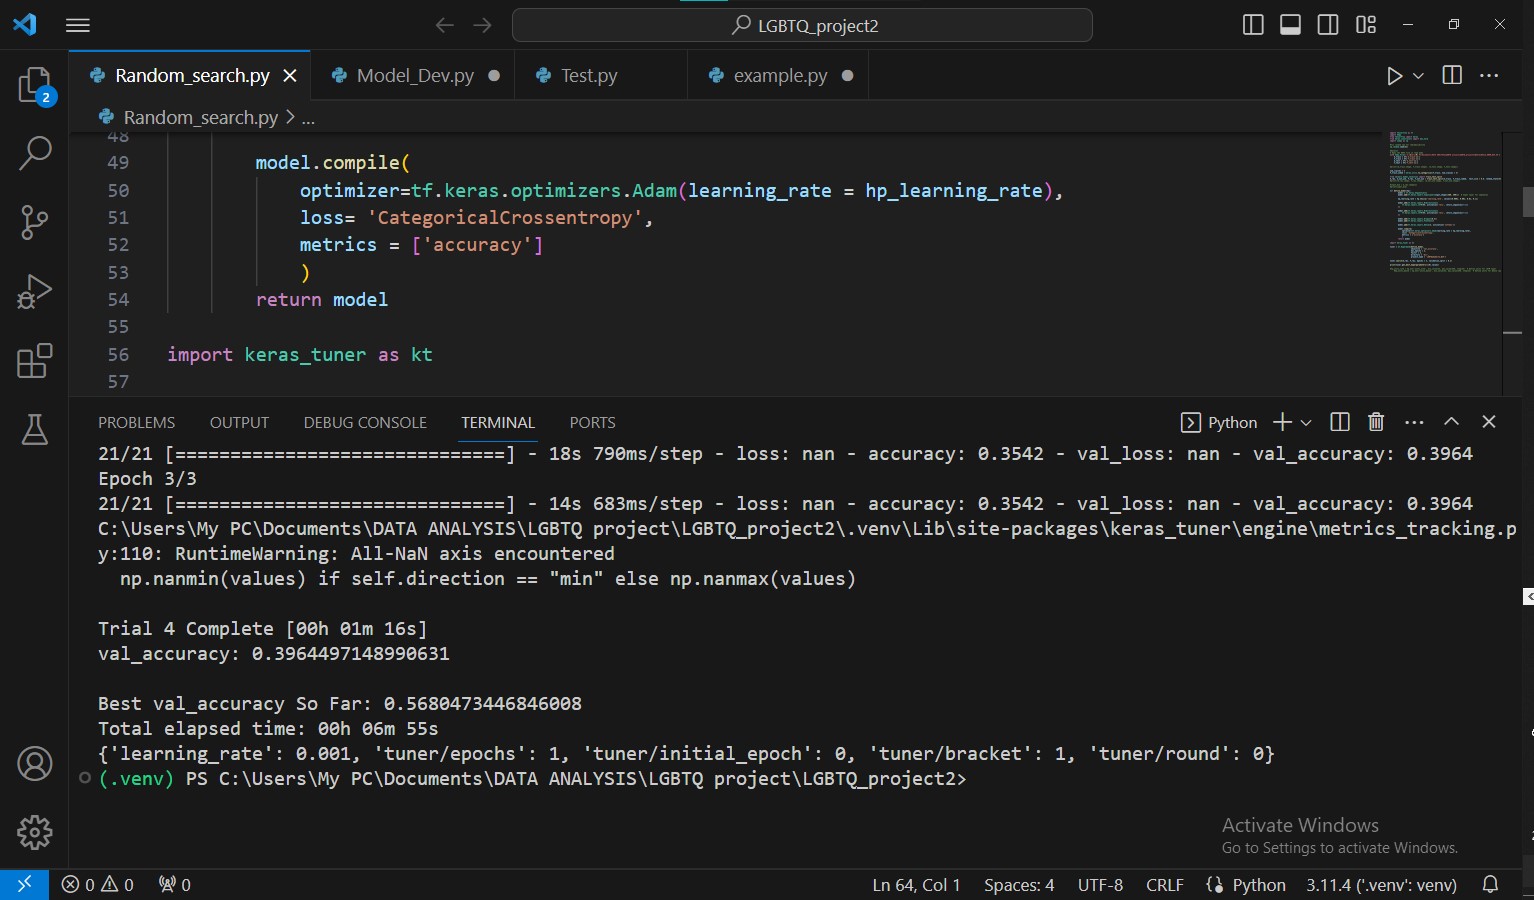 LGBTQ_project2
Random_search.py
Model_Dev.py
Test.py
example.py
2
Random_search.py > ...
48
49 model.compile(
50 optimizer=tf.keras.optimizers.Adam(learning_rate = hp_learning_rate),
51 loss= 'CategoricalCrossentropy',
52 metrics = ['accuracy']
53 )
54 return model
55
56 import keras_tuner as kt
57
PROBLEMS OUTPUT DEBUG CONSOLE TERMINAL PORTS
Python
21/21 [==============================] - 18s 790ms/step - loss: nan - accuracy: 0.3542 - val_loss: nan - val_accuracy: 0.3964
Epoch 3/3
21/21 [==============================] - 14s 683ms/step - loss: nan - accuracy: 0.3542 - val_loss: nan - val_accuracy: 0.3964
C:\Users\My PC\Documents\DATA ANALYSIS\LGBTQ project\LGBTQ_project2\.venv\Lib\site-packages\keras_tuner\engine\metrics_tracking.p
y:110: RuntimeWarning: All-NaN axis encountered
np.nanmin(values) if self.direction == "min" else np.nanmax(values)
Trial 4 Complete [00h 01m 16s]
val_accuracy: 0.3964497148990631
Best val_accuracy So Far: 0.5680473446846008
Total elapsed time: 00h 06m 55s
{'learning_rate': 0.001, 'tuner/epochs': 1, 'tuner/initial_epoch': 0, 'tuner/bracket': 1, 'tuner/round': 0}
(.venv) PS C:\Users\My PC\Documents\DATA ANALYSIS\LGBTQ project\LGBTQ_project2>
Activate Windows
Go to Settings to activate Windows.
0 0 0
Ln 64, Col 1 Spaces: 4 UTF-8 CRLF Python 3.11.4 ('.venv': venv)